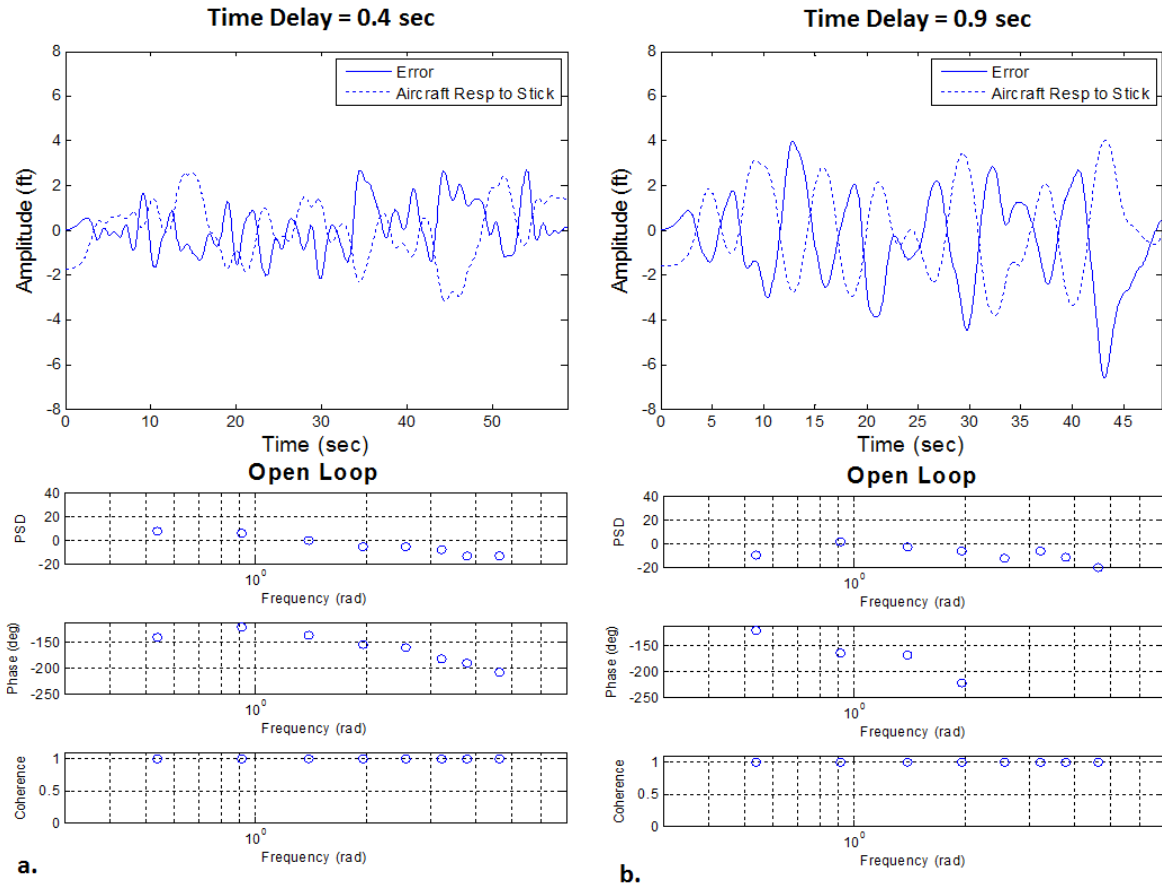 Time Delay = 0.4 sec
8
6
4
2
0
-2
-4
-6
-8
Amplitude (ft)
Error
Aircraft Resp to Stick
0 10 20 30 40 50
Time (sec)
Open Loop
40
20
0
-20
PSD
10^0
Frequency (rad)
-150
-200
-250
Phase (deg)
10^0
Frequency (rad)
1
0.5
0
Coherence
10^0
Frequency (rad)
a.
Time Delay = 0.9 sec
8
6
4
2
0
-2
-4
-6
-8
Amplitude (ft)
Error
Aircraft Resp to Stick
0 5 10 15 20 25 30 35 40 45
Time (sec)
Open Loop
40
20
0
-20
PSD
10^0
Frequency (rad)
-150
-200
-250
Phase (deg)
10^0
Frequency (rad)
1
0.5
0
Coherence
10^0
Frequency (rad)
b.